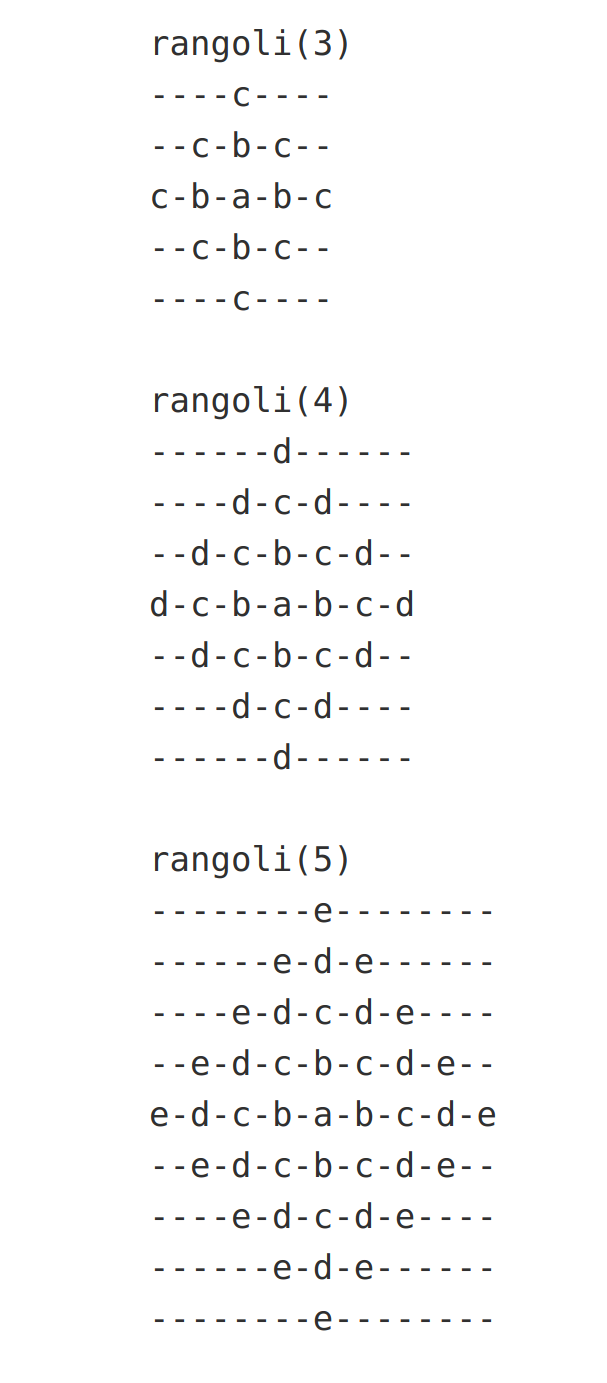 rangoli(3)
----c----
--c-b-c--
c-b-a-b-c
--c-b-c--
----c----

rangoli(4)
------d------
----d-c-d----
--d-c-b-c-d--
d-c-b-a-b-c-d
--d-c-b-c-d--
----d-c-d----
------d------

rangoli(5)
--------e--------
------e-d-e------
----e-d-c-d-e----
--e-d-c-b-c-d-e--
e-d-c-b-a-b-c-d-e
--e-d-c-b-c-d-e--
----e-d-c-d-e----
------e-d-e------
--------e--------